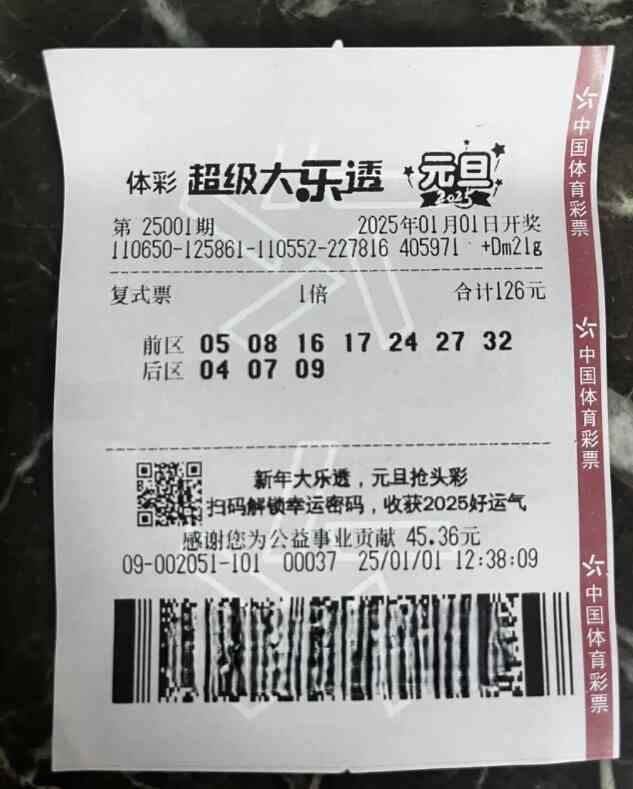 体彩 超级大乐透 元旦 2025
第 25001期 2025年01月01日开奖
110650-125861-110552-227816 405971 +Dm21g
复式票 1倍 合计126元
前区 05 08 16 17 24 27 32
后区 04 07 09
新年大乐透，元旦抢头彩
扫码解锁幸运密码，收获2025好运气
感谢您为公益事业贡献 45.36元
09-002051-101 00037 25/01/01 12:38:09
中国体育彩票
中国体育彩票
中国体育彩票